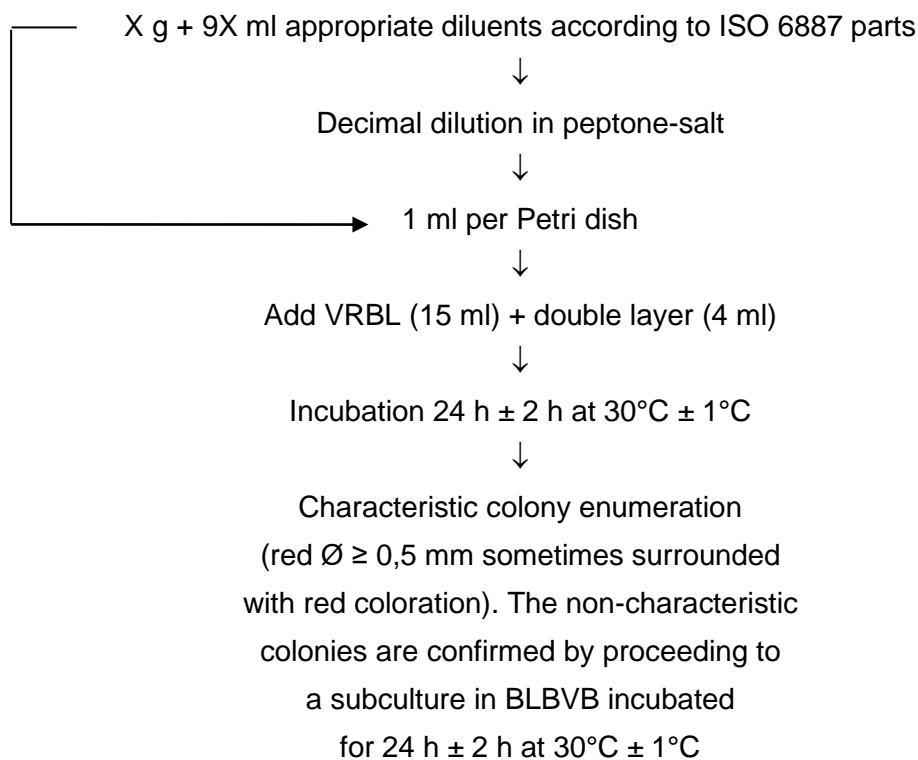 X g + 9X ml appropriate diluents according to ISO 6887 parts
↓
Decimal dilution in peptone-salt
↓
1 ml per Petri dish
↓
Add VRBL (15 ml) + double layer (4 ml)
↓
Incubation 24 h ± 2 h at 30°C ± 1°C
↓
Characteristic colony enumeration
(red Ø ≥ 0,5 mm sometimes surrounded
with red coloration). The non-characteristic
colonies are confirmed by proceeding to
a subculture in BLBVB incubated
for 24 h ± 2 h at 30°C ± 1°C